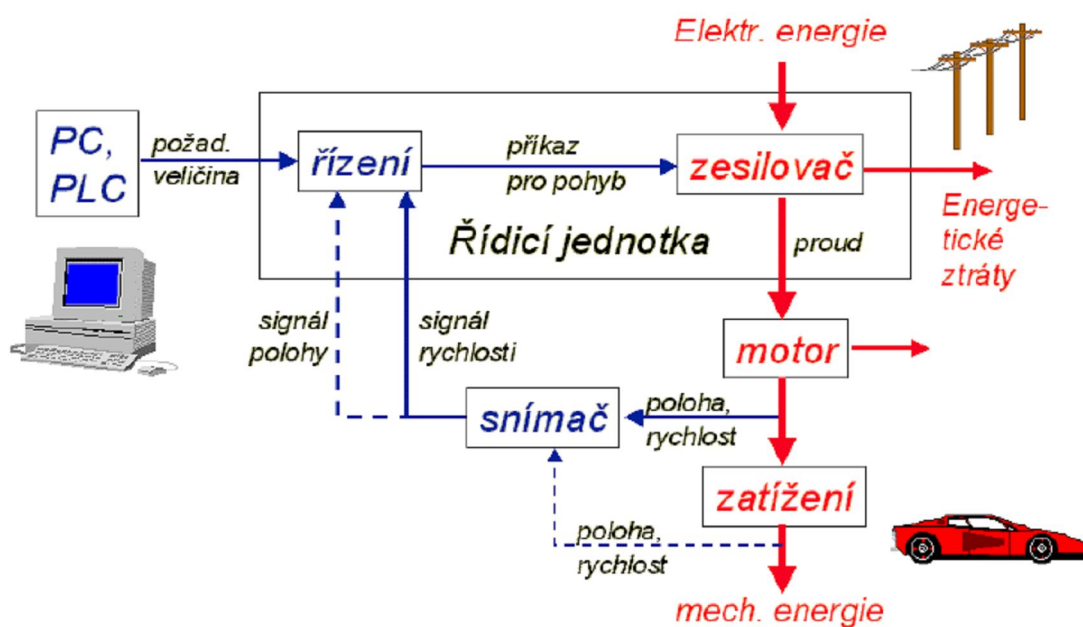 Elektr. energie
PC,
PLC
požad.
veličina
řízení
příkaz
pro pohyb
zesilovač
Energe-
tické
ztráty
Řídicí jednotka
proud
signál
polohy
signál
rychlosti
motor
snímač
poloha,
rychlost
zatížení
poloha,
rychlost
mech. energie